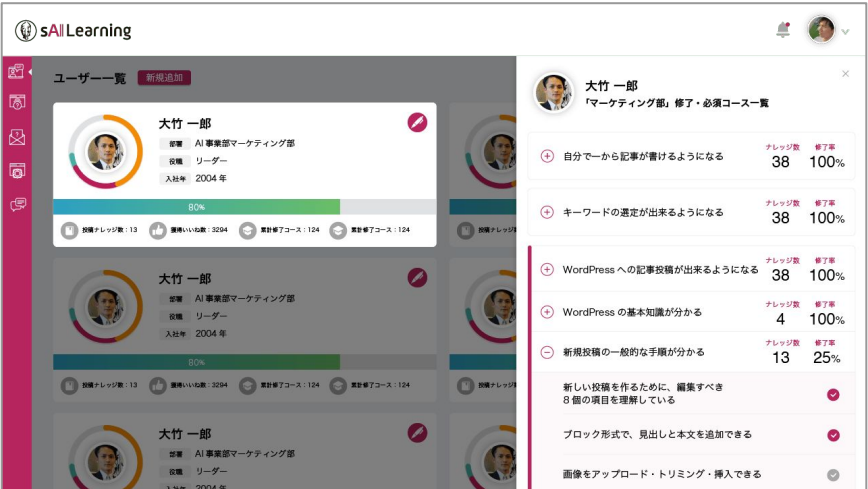 sAI Learning
ユーザー一覧 新規追加
大竹 一郎
部署 AI 事業部マーケティング部
役職 リーダー
入社年 2004 年
80%
投稿ナレッジ数:13 獲得いいね数:3294 累計修了コース:124 累計修了コース:124
投稿ナレッジ
大竹 一郎
部署 AI 事業部マーケティング部
役職 リーダー
入社年 2004 年
80%
投稿ナレッジ数:13 獲得いいね数:3294 累計修了コース:124 累計修了コース:124
投稿ナレッジ
大竹 一郎
部署 AI 事業部マーケティング部
役職 リーダー
入社年 2004 年
大竹 一郎
「マーケティング部」修了・必須コース一覧
自分で一から記事が書けるようになる
ナレッジ数 修了率
38 100%
キーワードの選定が出来るようになる
ナレッジ数 修了率
38 100%
WordPress への記事投稿が出来るようになる
ナレッジ数 修了率
38 100%
WordPress の基本知識が分かる
ナレッジ数 修了率
4 100%
新規投稿の一般的な手順が分かる
ナレッジ数 修了率
13 25%
新しい投稿を作るために、編集すべき
8 個の項目を理解している
ブロック形式で、見出しと本文を追加できる
画像をアップロード・トリミング・挿入できる